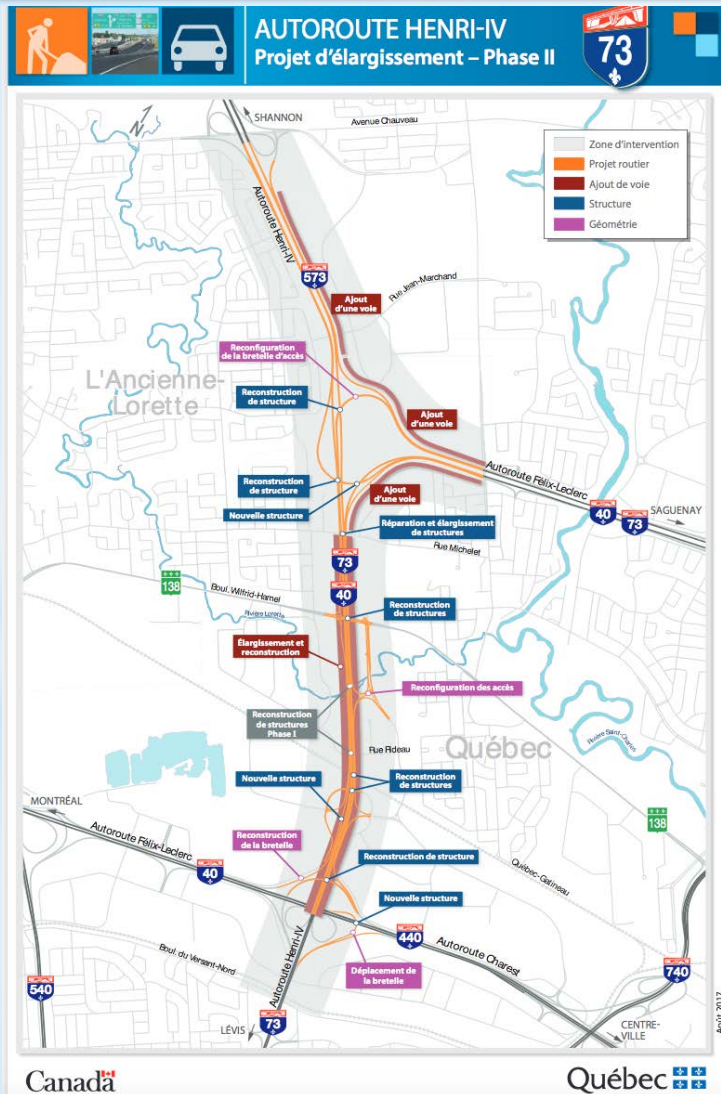 AUTOROUTE HENRI-IV
Projet d'élargissement – Phase II
73
N
SHANNON
Avenue Chauveau
Zone d'intervention
Projet routier
Ajout de voie
Structure
Géométrie
Autoroute Henri-IV
573
Rue Jean-Marchand
Ajout
d'une voie
Reconfiguration
de la bretelle d'accès
L'Ancienne-
Lorette
Reconstruction
de structure
Ajout
d'une voie
Autoroute Félix-Leclerc
Reconstruction
de structure
Ajout
d'une voie
Nouvelle structure
40
73
SAGUENAY
Réparation et élargissement
de structures
Rue Michelet
73
138
Boul. Wilfrid-Hamel
40
Reconstruction
de structures
Rivière Lorette
Élargissement et
reconstruction
Reconfiguration des accès
Reconstruction
de structures
Phase I
Rue Rideau
Québec
Rivière Saint-Charles
Nouvelle structure
Reconstruction
de structures
MONTRÉAL
138
Autoroute Félix-Leclerc
Reconstruction
de la bretelle
Reconstruction de structure
Québec-Gatineau
40
Nouvelle structure
440
Autoroute Charest
Boul. du Versant-Nord
Autoroute Henri-IV
Déplacement de
la bretelle
740
540
73
LÉVIS
CENTRE-
VILLE
Août 2017
Canada
Québec